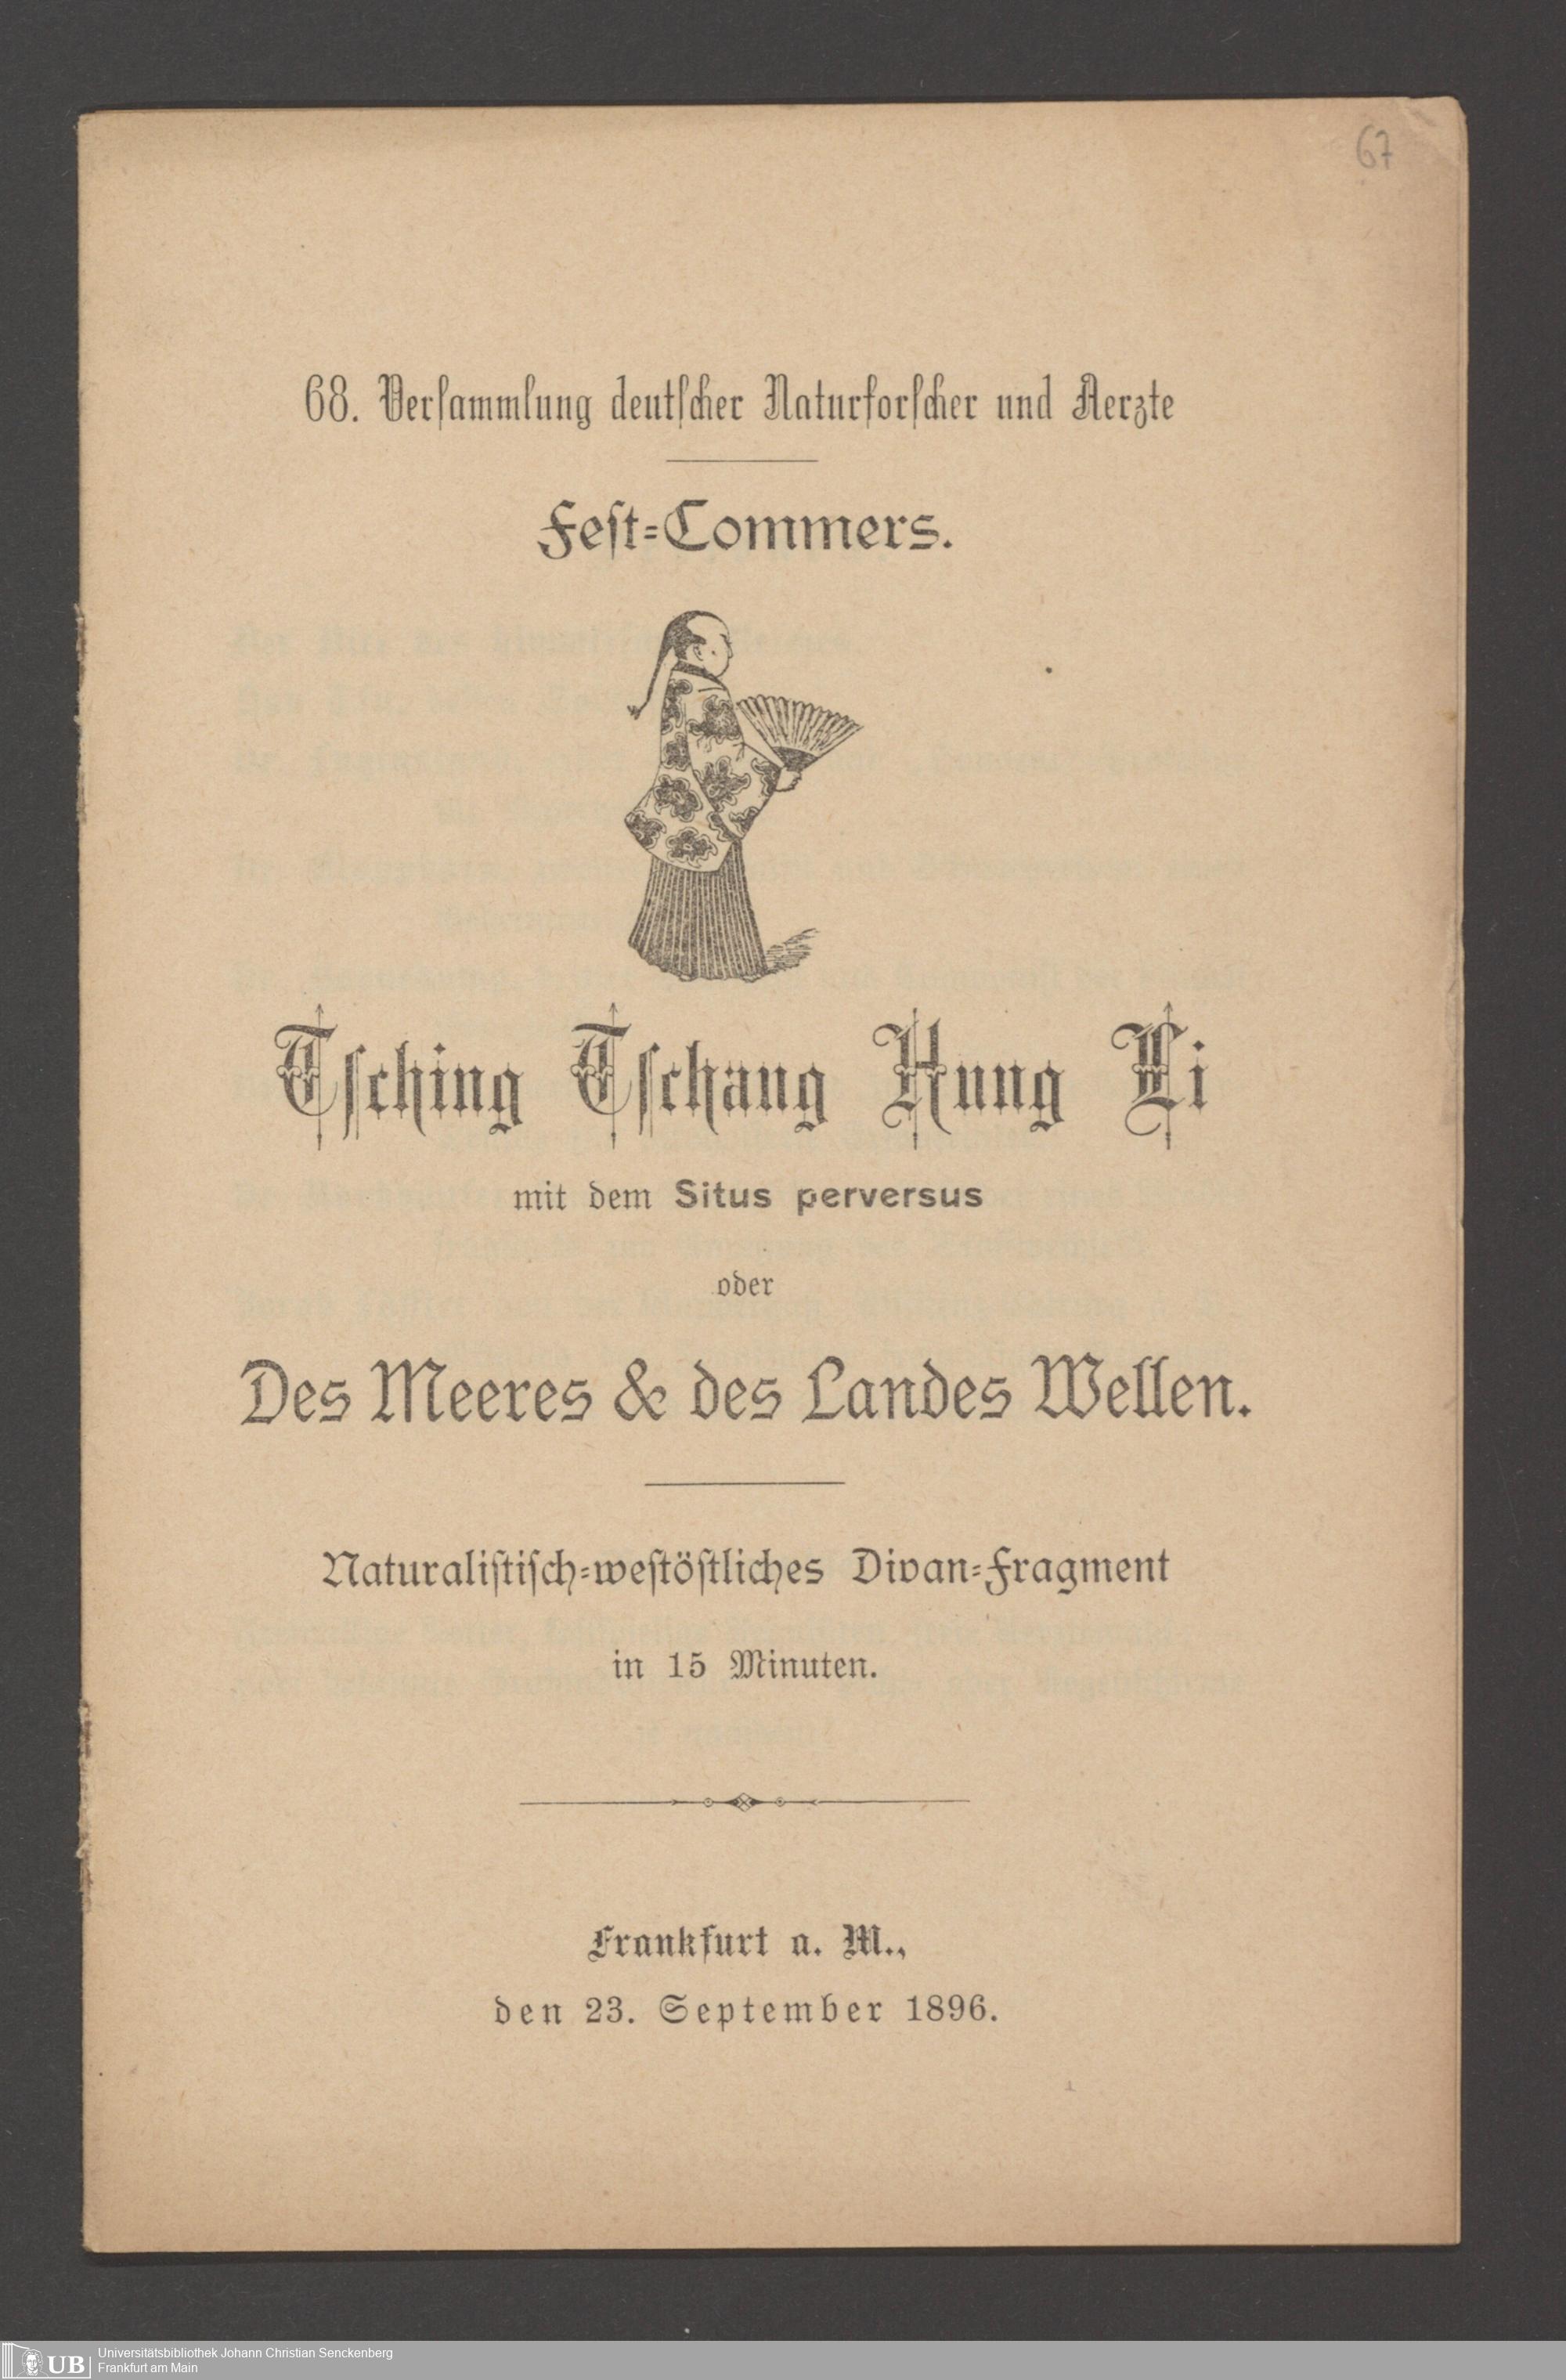 67
68. Verſammlung deutſcher Naturforſcher und Aerzte
Feſt=Commers.
Tſching Tſchang Hung Li
mit dem Situs perversus
oder
Des Meeres & des Landes Wellen.
Naturaliſtiſch=weſtöſtliches Divan=Fragment
in 15 Minuten.
Frankfurt a. M.,
den 23. September 1896.
UB
Universitätsbibliothek Johann Christian Senckenberg
Frankfurt am Main